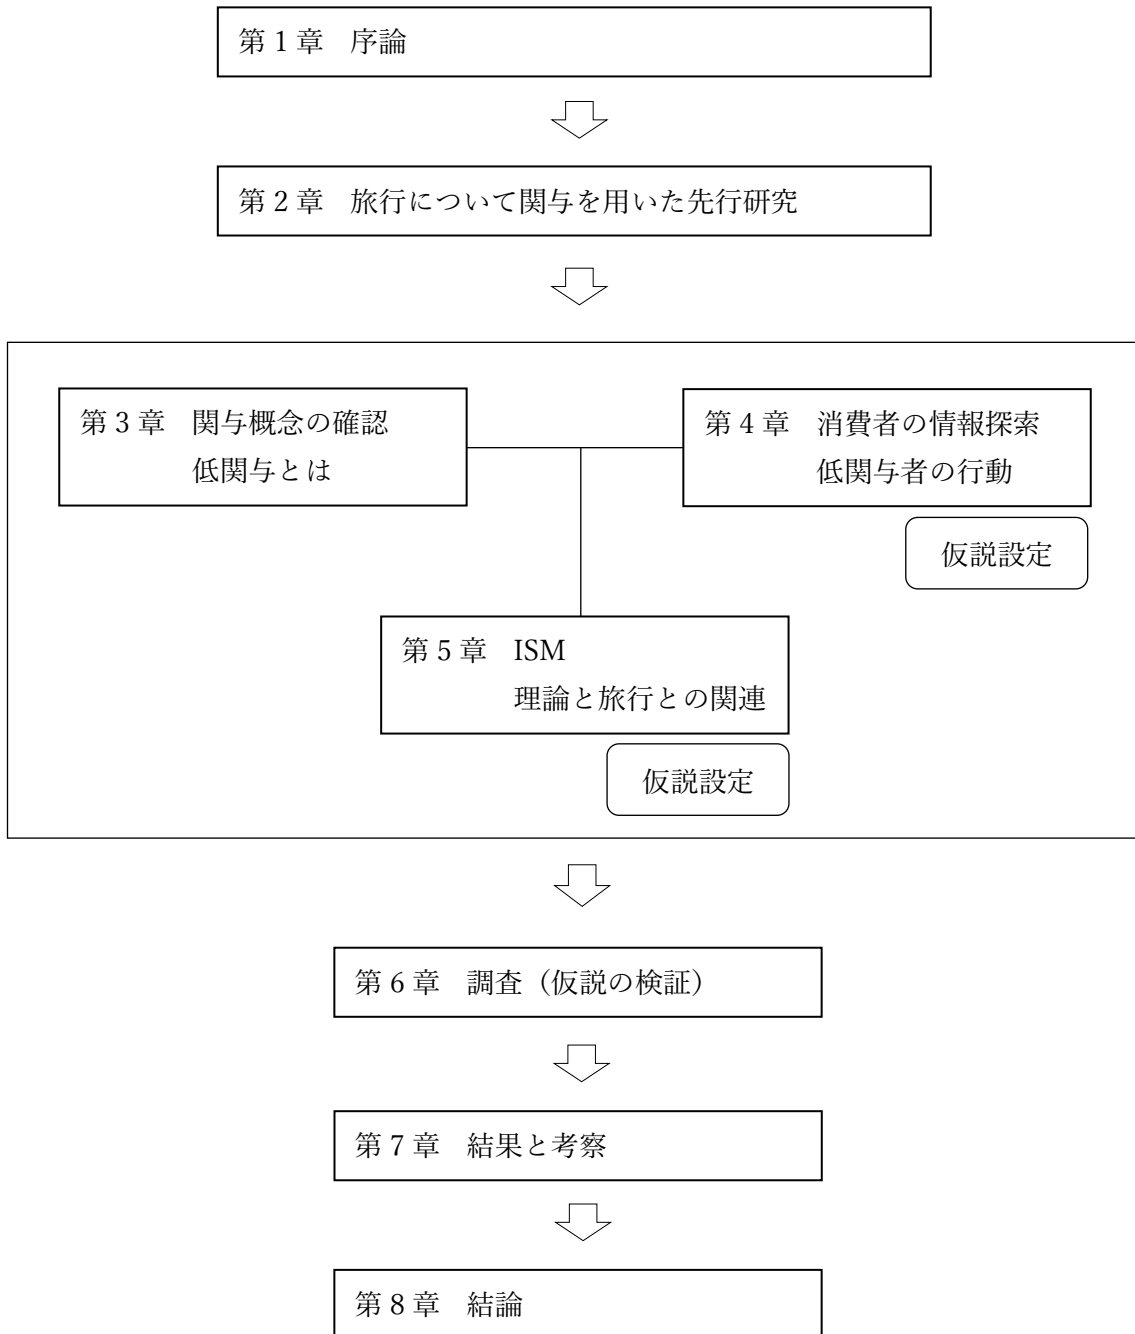 第1章　序論
第2章　旅行について関与を用いた先行研究
第3章　関与概念の確認
低関与とは
第4章　消費者の情報探索
低関与者の行動
仮説設定
第5章　ISM
理論と旅行との関連
仮説設定
第6章　調査（仮説の検証）
第7章　結果と考察
第8章　結論